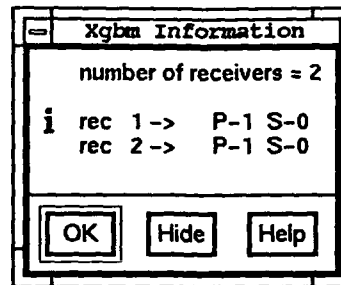 Xgbm Information
number of receivers = 2
i rec 1 -> P-1 S-0
rec 2 -> P-1 S-0
OK Hide Help